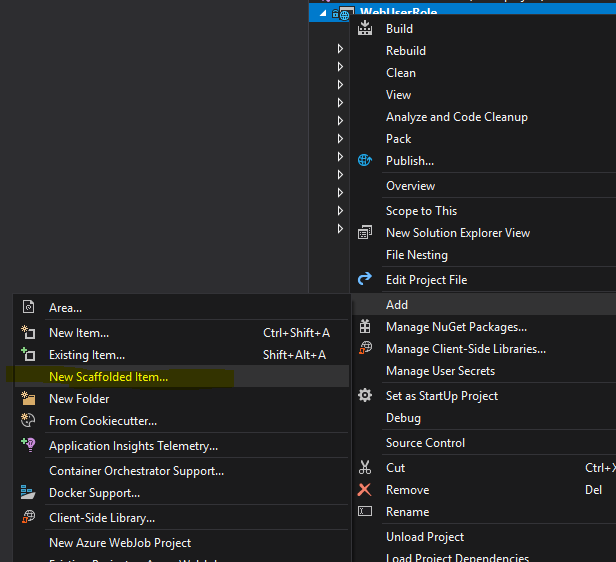 WebUserRole
Build
Rebuild
Clean
View
Analyze and Code Cleanup
Pack
Publish...
Overview
Scope to This
New Solution Explorer View
File Nesting
Edit Project File
Add
Manage NuGet Packages...
Manage Client-Side Libraries...
Manage User Secrets
Set as StartUp Project
Debug
Source Control
Cut Ctrl+X
Remove Del
Rename
Unload Project
Load Project Dependencies
Area...
New Item... Ctrl+Shift+A
Existing Item... Shift+Alt+A
New Scaffolded Item...
New Folder
From Cookiecutter...
Application Insights Telemetry...
Container Orchestrator Support...
Docker Support...
Client-Side Library...
New Azure WebJob Project